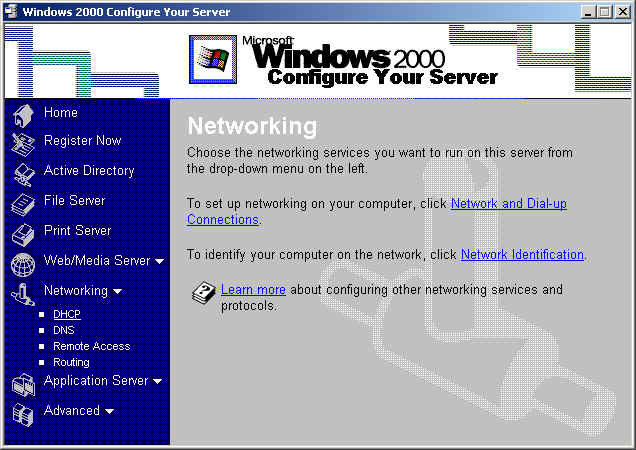 Windows 2000 Configure Your Server
Microsoft
Windows 2000
Configure Your Server
Home
Register Now
Active Directory
File Server
Print Server
Web/Media Server
Networking
DHCP
DNS
Remote Access
Routing
Application Server
Advanced
Networking
Choose the networking services you want to run on this server from
the drop-down menu on the left.
To set up networking on your computer, click Network and Dial-up
Connections.
To identify your computer on the network, click Network Identification.
Learn more about configuring other networking services and
protocols.